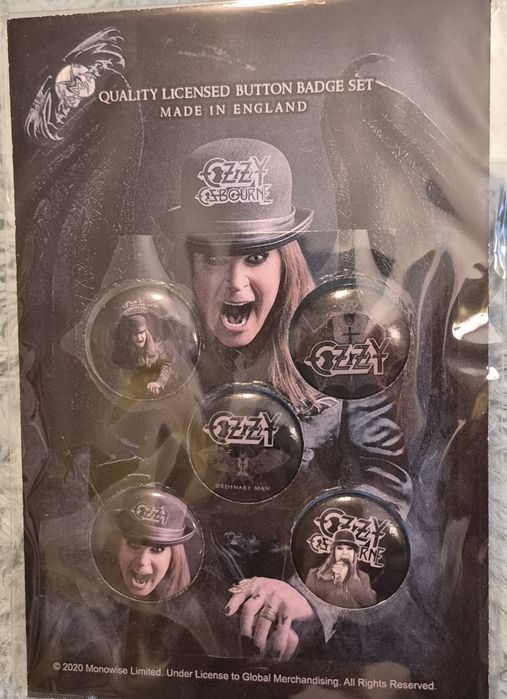 QUALITY LICENSED BUTTON BADGE SET
MADE IN ENGLAND
OZZY
OSBOURNE
OZZY
OZZY
ORDINARY MAN
OZZY
OZZY
OSBOURNE
© 2020 Monowise Limited. Under License to Global Merchandising. All Rights Reserved.